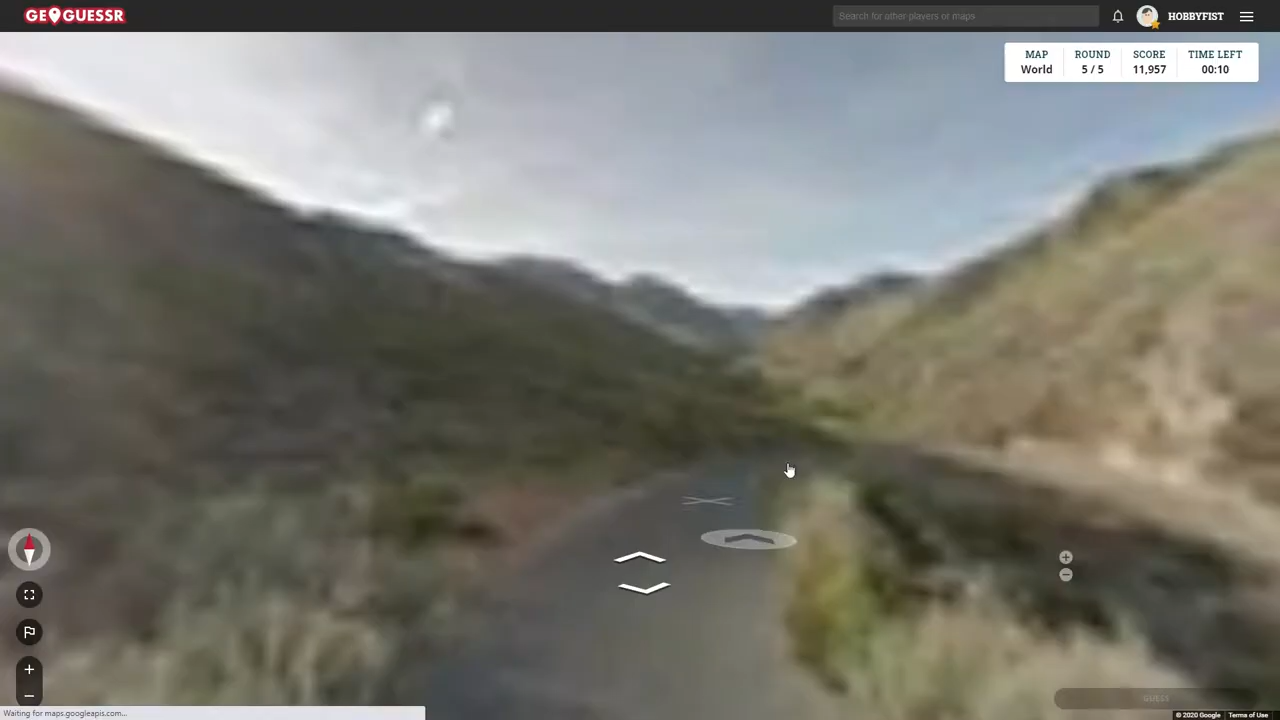 GEOGUESSR
Search for other players or maps
HOBBYFIST
MAP ROUND SCORE TIME LEFT
World 5 / 5 11,957 00:10
GUESS
Waiting for maps.googleapis.com...
© 2020 Google Terms of Use